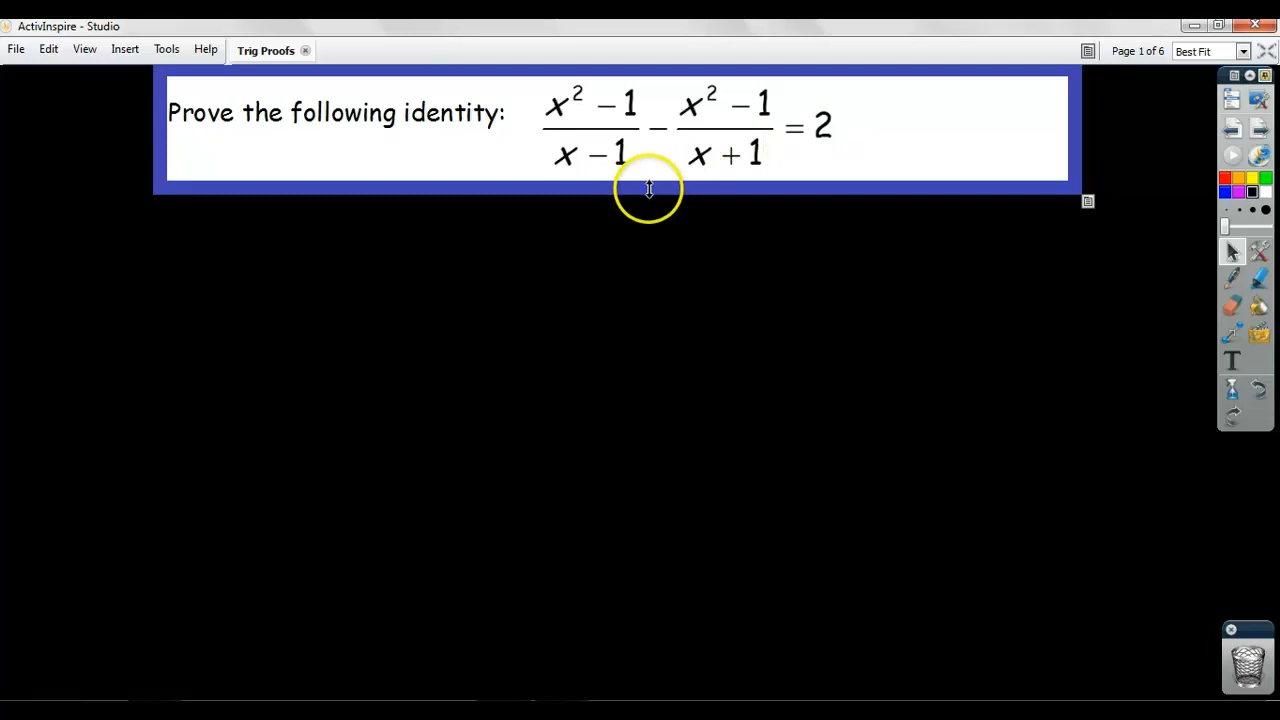 ActivInspire - Studio
File Edit View Insert Tools Help Trig Proofs Page 1 of 6 Best Fit
Prove the following identity: (x² − 1)/(x − 1) − (x² − 1)/(x + 1) = 2
T